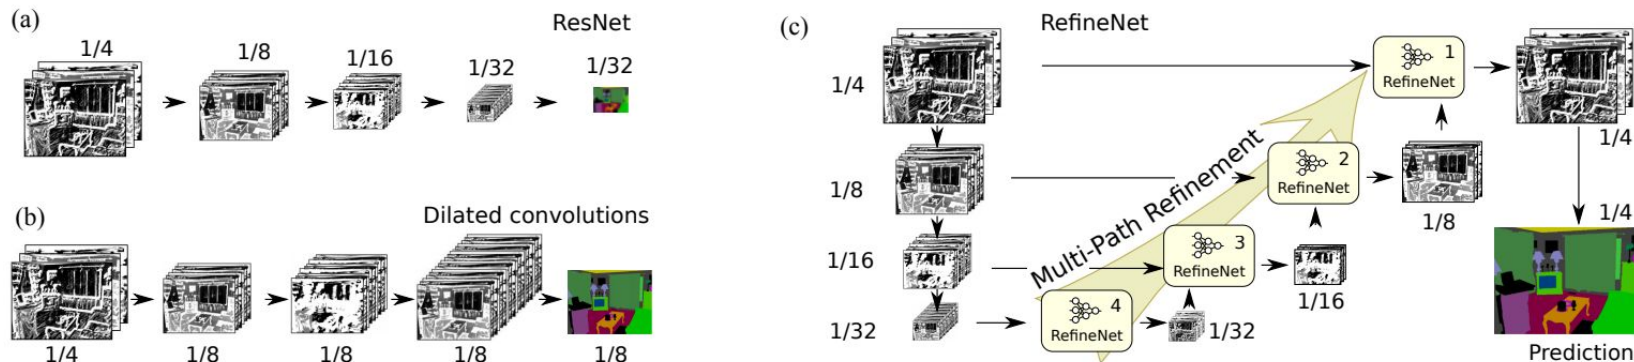 (a)
ResNet
1/4
1/8
1/16
1/32
1/32
(b)
Dilated convolutions
1/4
1/8
1/8
1/8
1/8
(c)
RefineNet
1/4
1/8
1/16
1/32
Multi-Path Refinement
1
RefineNet
2
RefineNet
3
RefineNet
4
RefineNet
1/32
1/16
1/8
1/4
1/4
Prediction